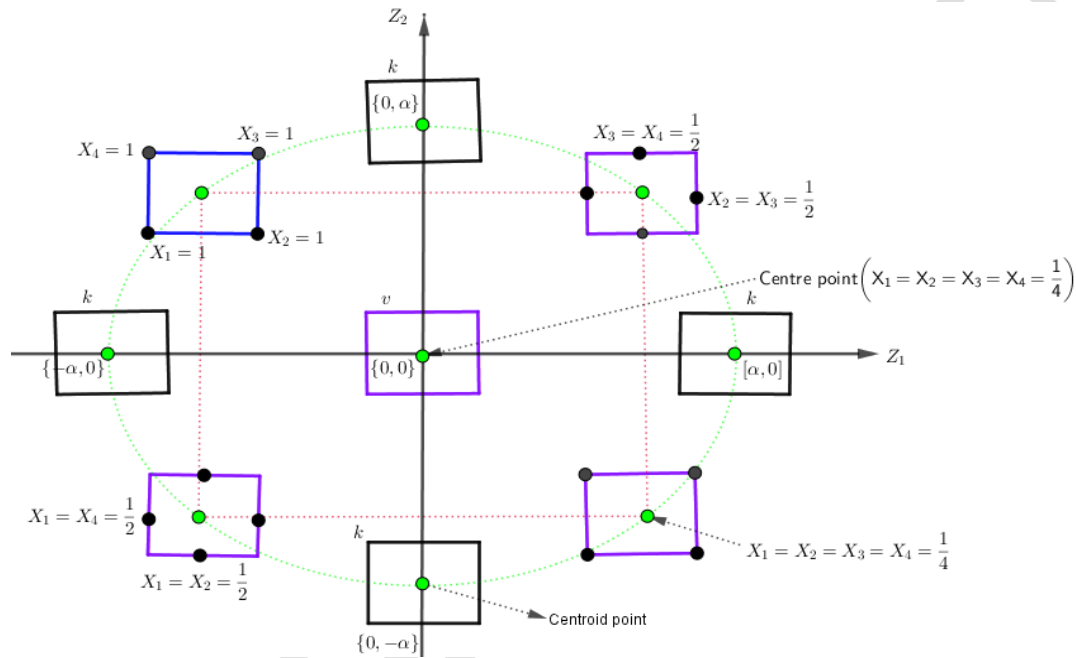 Z₂
k
{0, α}
X₃ = 1
X₄ = 1
X₃ = X₄ = 1/2
X₂ = X₃ = 1/2
X₁ = 1
X₂ = 1
Centre point(X₁ = X₂ = X₃ = X₄ = 1/4)
k
v
k
{−α, 0}
{0, 0}
[α, 0]
Z₁
X₁ = X₄ = 1/2
k
X₁ = X₂ = X₃ = X₄ = 1/4
X₁ = X₂ = 1/2
Centroid point
{0, −α}